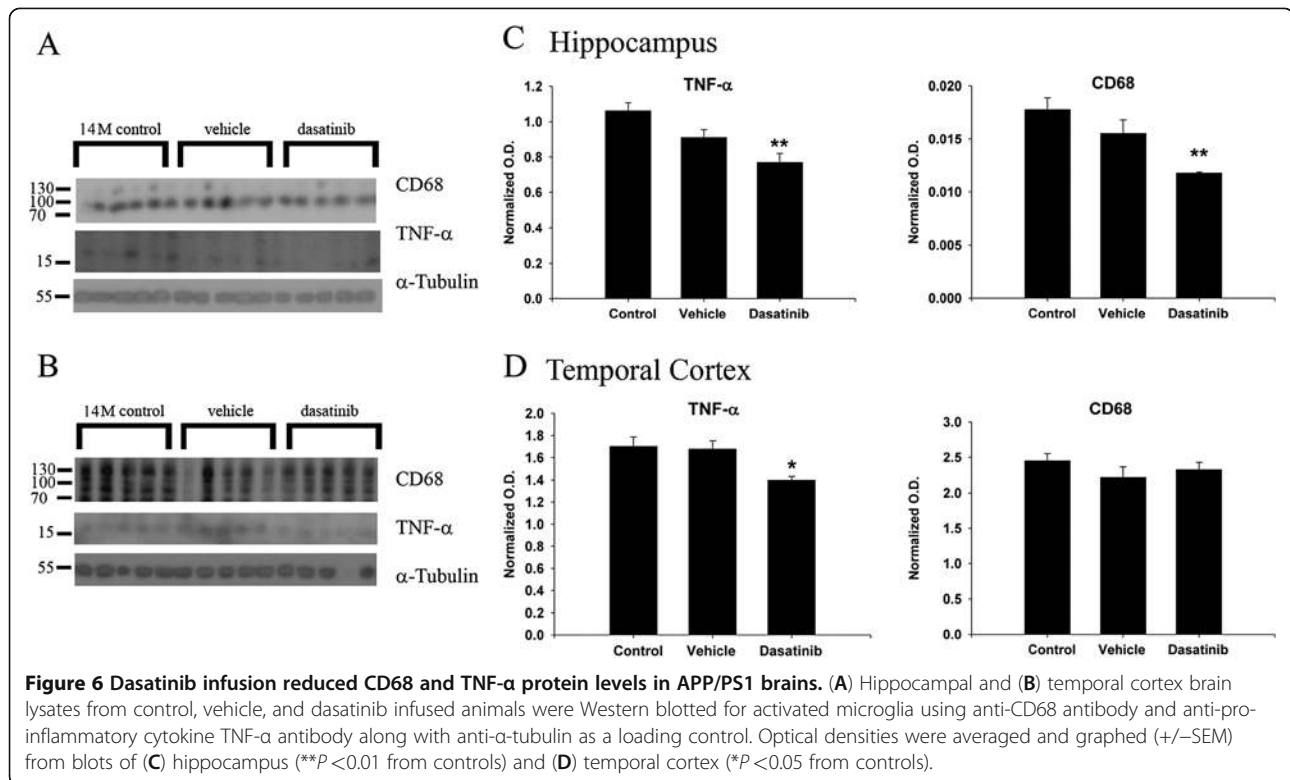 A
14M control
vehicle
dasatinib
130
100
70
CD68
15
TNF-α
55
α-Tubulin
B
14M control
vehicle
dasatinib
130
100
70
CD68
15
TNF-α
55
α-Tubulin
C Hippocampus
TNF-α
Normalized O.D.
1.2
1.0
0.8
0.6
0.4
0.2
0.0
**
Control
Vehicle
Dasatinib
CD68
Normalized O.D.
0.020
0.015
0.010
0.005
0.000
**
Control
Vehicle
Dasatinib
D Temporal Cortex
TNF-α
Normalized O.D.
2.0
1.8
1.6
1.4
1.2
1.0
0.8
0.6
0.4
0.2
0.0
*
Control
Vehicle
Dasatinib
CD68
Normalized O.D.
3.0
2.5
2.0
1.5
1.0
0.5
0.0
Control
Vehicle
Dasatinib
Figure 6 Dasatinib infusion reduced CD68 and TNF-α protein levels in APP/PS1 brains. (A) Hippocampal and (B) temporal cortex brain
lysates from control, vehicle, and dasatinib infused animals were Western blotted for activated microglia using anti-CD68 antibody and anti-pro-
inflammatory cytokine TNF-α antibody along with anti-α-tubulin as a loading control. Optical densities were averaged and graphed (+/−SEM)
from blots of (C) hippocampus (**P <0.01 from controls) and (D) temporal cortex (*P <0.05 from controls).